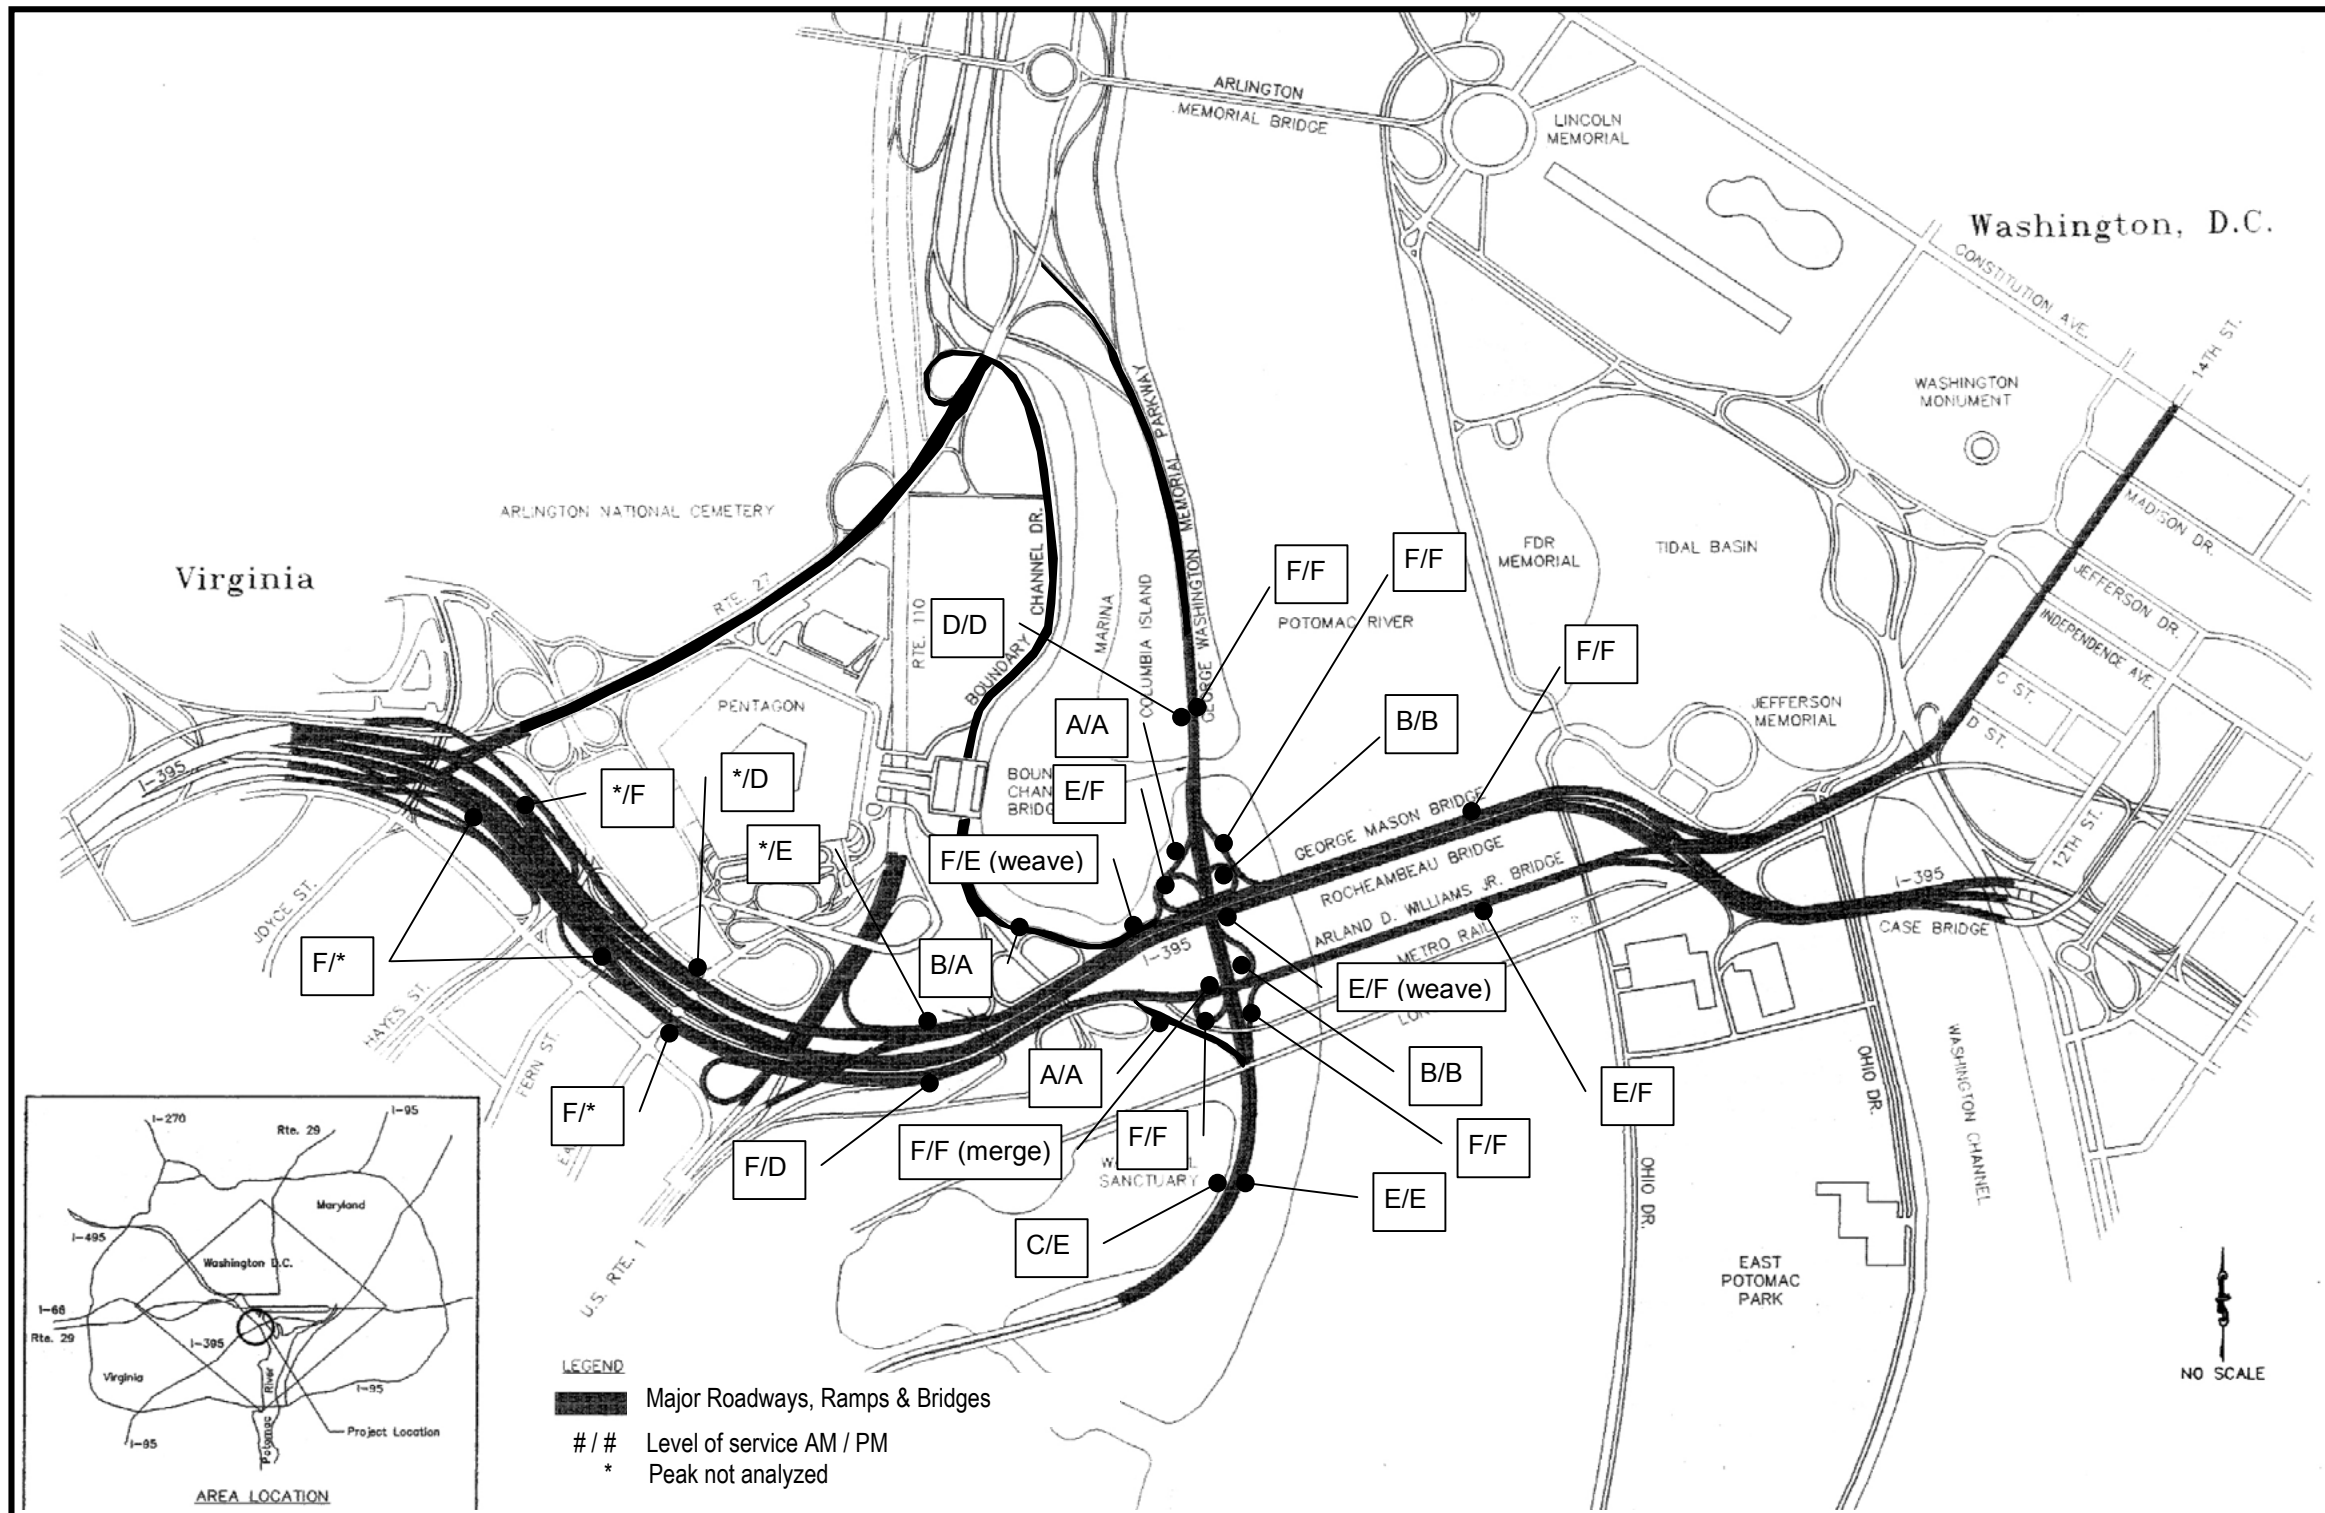 ARLINGTON
MEMORIAL BRIDGE
LINCOLN
MEMORIAL
Washington, D.C.
CONSTITUTION AVE.
14TH ST.
WASHINGTON
MONUMENT
MADISON DR.
JEFFERSON DR.
INDEPENDENCE AVE.
C ST.
D ST.
12TH ST.
GEORGE WASHINGTON MEMORIAL PARKWAY
ARLINGTON NATIONAL CEMETERY
Virginia
RTE. 27
RTE. 110
BOUNDARY CHANNEL DR.
MARINA
COLUMBIA ISLAND
POTOMAC RIVER
FDR
MEMORIAL
TIDAL BASIN
JEFFERSON
MEMORIAL
PENTAGON
I-395
D/D
F/F
F/F
F/F
A/A
B/B
E/F
*/F
*/D
*/E
F/E (weave)
BOUN
CHAN
BRIDG
GEORGE MASON BRIDGE
ROCHEAMBEAU BRIDGE
ARLAND D. WILLIAMS JR. BRIDGE
METRO RAIL
I-395
I-395
CASE BRIDGE
JOYCE ST.
HAYES ST.
FERN ST.
F/*
B/A
E/F (weave)
F/*
A/A
B/B
E/F
F/D
F/F (merge)
F/F
F/F
SANCTUARY
C/E
E/E
U.S. RTE. 1
OHIO DR.
OHIO DR.
WASHINGTON CHANNEL
EAST
POTOMAC
PARK
NO SCALE
I-270
Rte. 29
I-95
Maryland
I-495
Washington D.C.
I-66
Rte. 29
I-395
Virginia
Potomac River
I-95
I-95
Project Location
AREA LOCATION
LEGEND
Major Roadways, Ramps & Bridges
# / # Level of service AM / PM
* Peak not analyzed